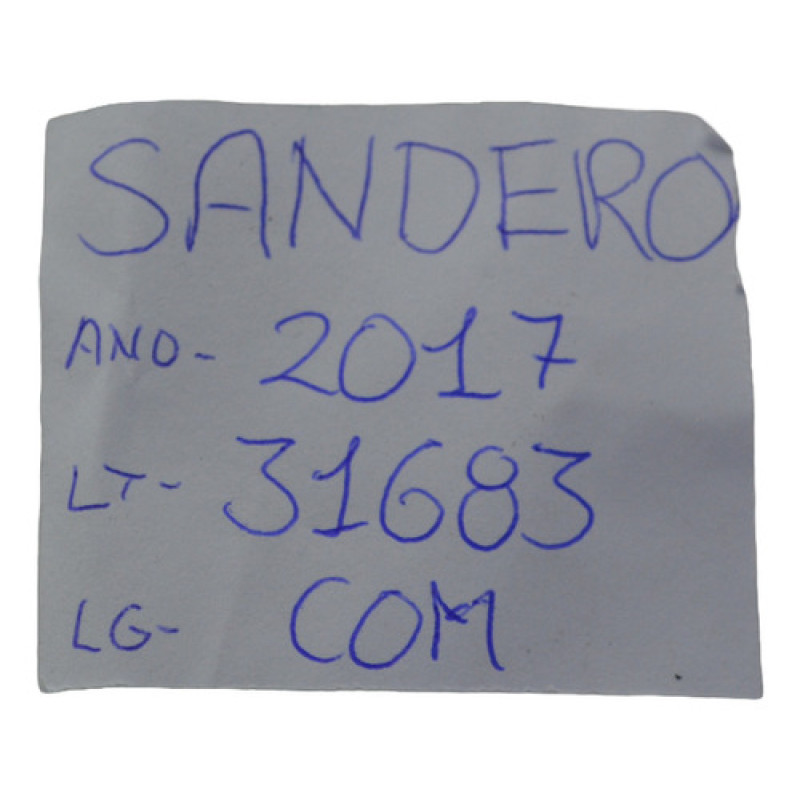 SANDERO
ANO- 2017
LT- 31683
LG- COM